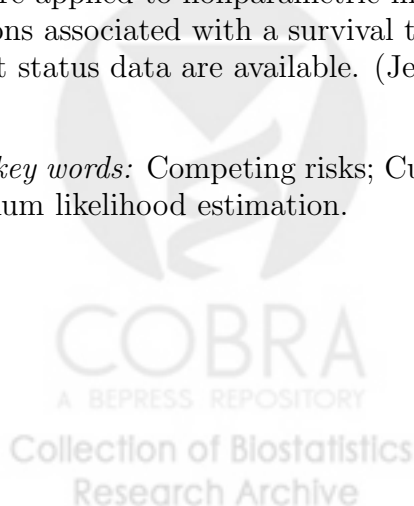 re applied to nonparametric
ons associated with a survival t
t status data are available. (Je
key words: Competing risks; Cu
um likelihood estimation.
COBRA
A BEPRESS REPOSITORY
Collection of Biostatistics
Research Archive